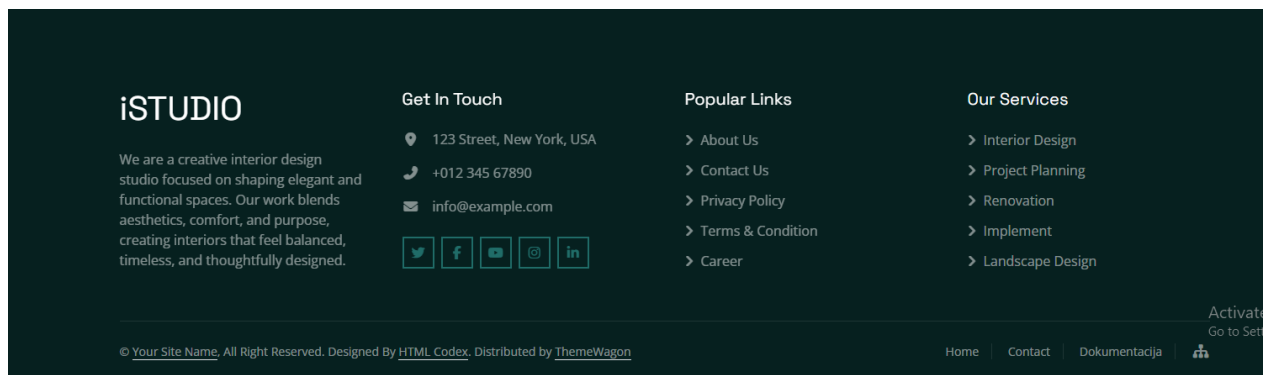 iSTUDIO
We are a creative interior design
studio focused on shaping elegant and
functional spaces. Our work blends
aesthetics, comfort, and purpose,
creating interiors that feel balanced,
timeless, and thoughtfully designed.
Get In Touch
123 Street, New York, USA
+012 345 67890
info@example.com
Popular Links
About Us
Contact Us
Privacy Policy
Terms & Condition
Career
Our Services
Interior Design
Project Planning
Renovation
Implement
Landscape Design
© Your Site Name, All Right Reserved. Designed By HTML Codex. Distributed by ThemeWagon
Home Contact Dokumentacija
Activate
Go to Sett